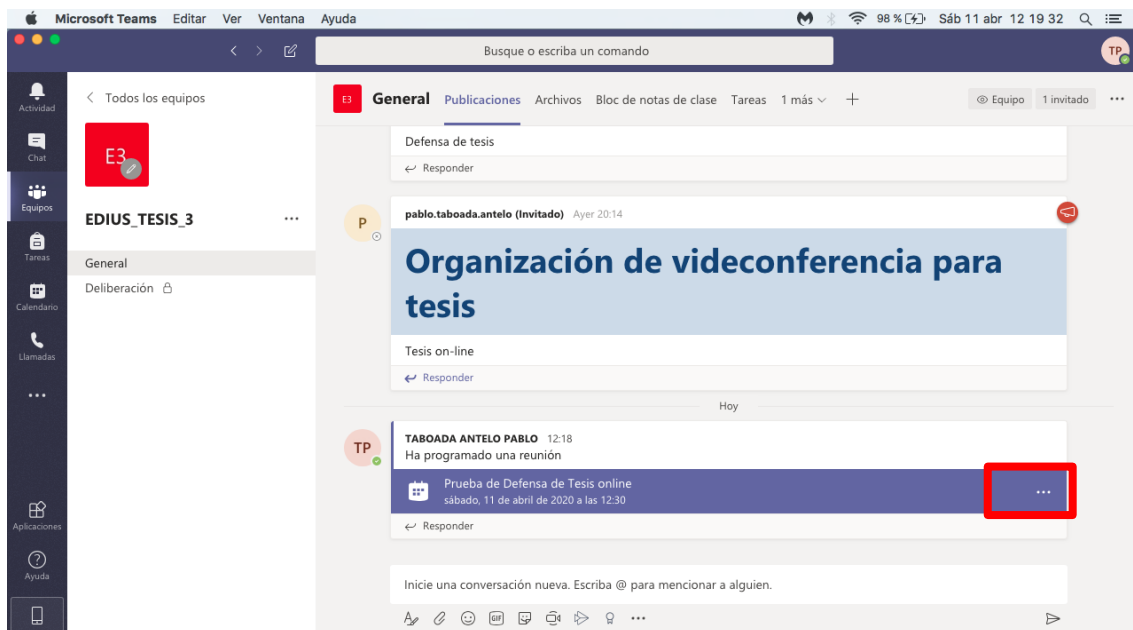 Microsoft Teams Editar Ver Ventana Ayuda 98 % Sáb 11 abr 12 19 32
Busque o escriba un comando
TP
Actividad
Chat
Equipos
Tareas
Calendario
Llamadas
Aplicaciones
Ayuda
Todos los equipos
E3
EDIUS_TESIS_3
General
Deliberación
E3 General Publicaciones Archivos Bloc de notas de clase Tareas 1 más Equipo 1 invitado
Defensa de tesis
Responder
P
pablo.taboada.antelo (Invitado) Ayer 20:14
Organización de videconferencia para
tesis
Tesis on-line
Responder
Hoy
TP
TABOADA ANTELO PABLO 12:18
Ha programado una reunión
Prueba de Defensa de Tesis online
sábado, 11 de abril de 2020 a las 12:30
Responder
Inicie una conversación nueva. Escriba @ para mencionar a alguien.
GIF